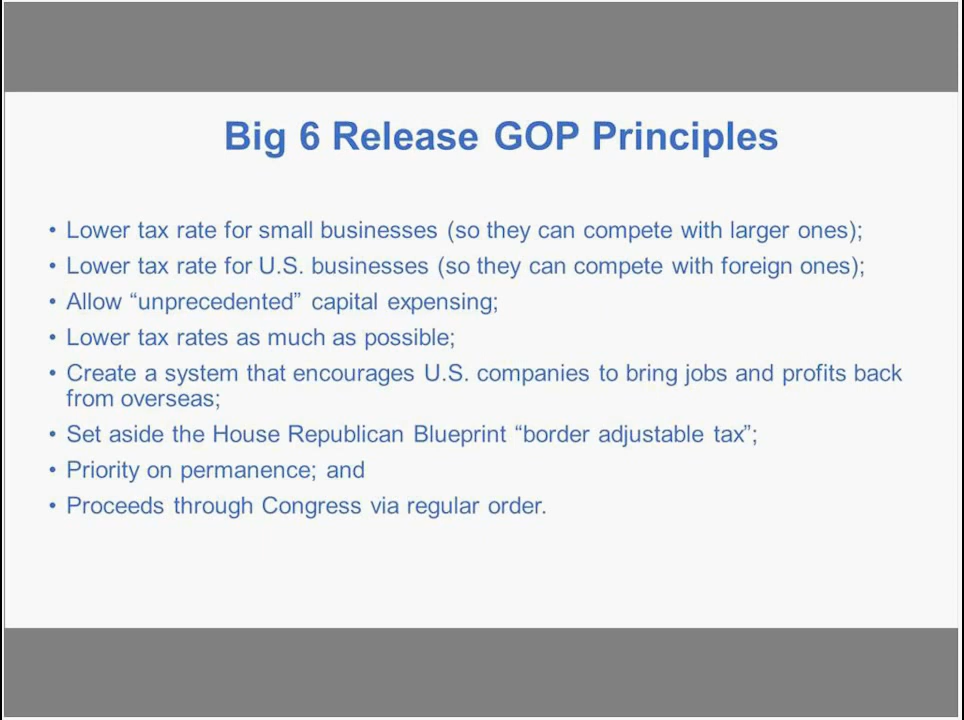 Big 6 Release GOP Principles
• Lower tax rate for small businesses (so they can compete with larger ones);
• Lower tax rate for U.S. businesses (so they can compete with foreign ones);
• Allow “unprecedented” capital expensing;
• Lower tax rates as much as possible;
• Create a system that encourages U.S. companies to bring jobs and profits back
from overseas;
• Set aside the House Republican Blueprint “border adjustable tax”;
• Priority on permanence; and
• Proceeds through Congress via regular order.